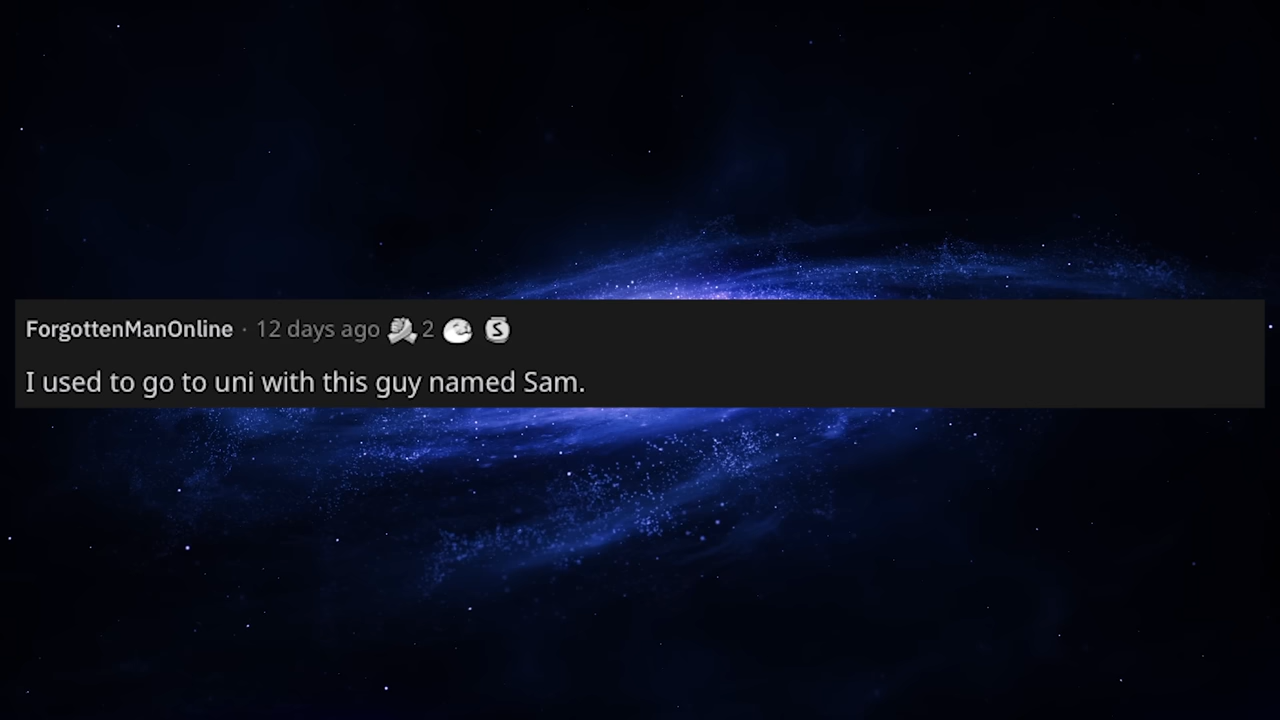 ForgottenManOnline · 12 days ago 2 S
I used to go to uni with this guy named Sam.